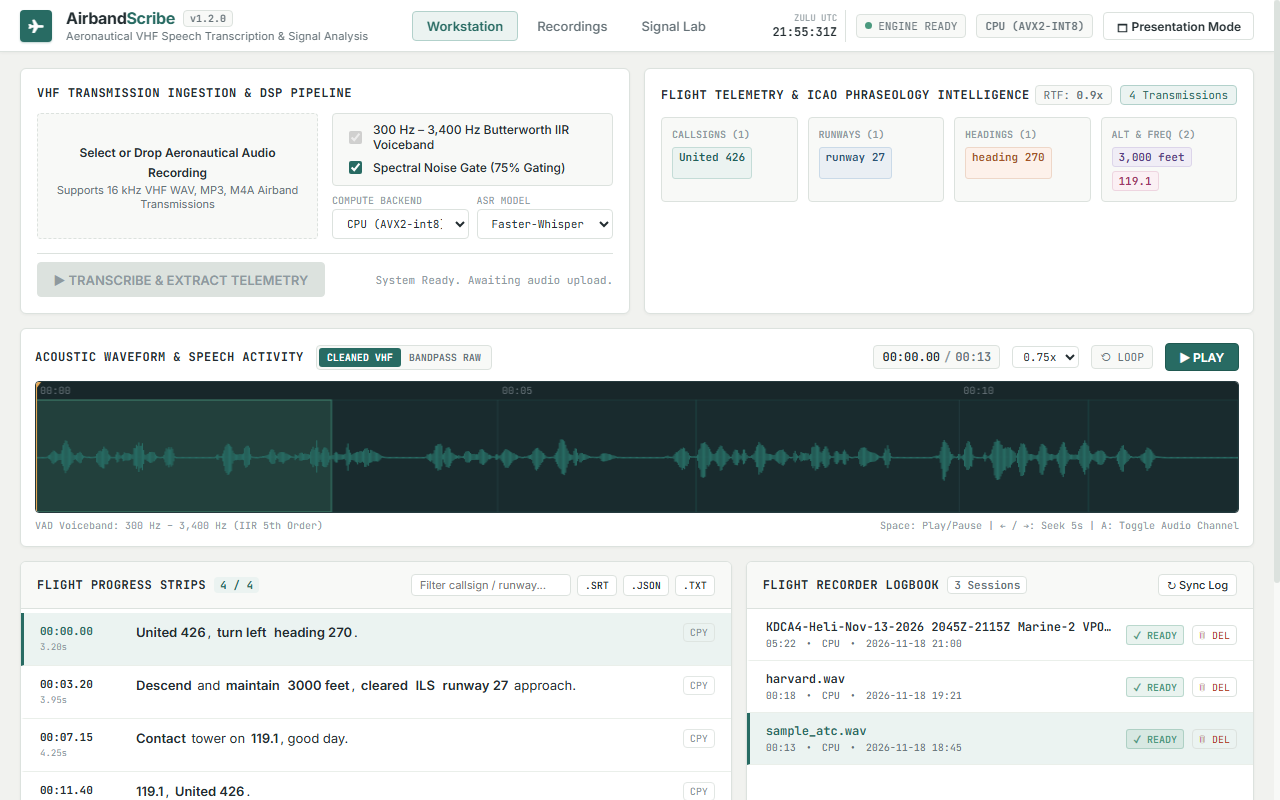 AirbandScribe v1.2.0
Aeronautical VHF Speech Transcription & Signal Analysis
Workstation
Recordings
Signal Lab
ZULU UTC
21:55:31Z
ENGINE READY
CPU (AVX2-INT8)
Presentation Mode
VHF TRANSMISSION INGESTION & DSP PIPELINE
Select or Drop Aeronautical Audio
Recording
Supports 16 kHz VHF WAV, MP3, M4A Airband
Transmissions
300 Hz – 3,400 Hz Butterworth IIR
Voiceband
Spectral Noise Gate (75% Gating)
COMPUTE BACKEND
CPU (AVX2-int8)
ASR MODEL
Faster-Whisper
▶ TRANSCRIBE & EXTRACT TELEMETRY
System Ready. Awaiting audio upload.
FLIGHT TELEMETRY & ICAO PHRASEOLOGY INTELLIGENCE
RTF: 0.9x
4 Transmissions
CALLSIGNS (1)
United 426
RUNWAYS (1)
runway 27
HEADINGS (1)
heading 270
ALT & FREQ (2)
3,000 feet
119.1
ACOUSTIC WAVEFORM & SPEECH ACTIVITY
CLEANED VHF
BANDPASS RAW
00:00.00 / 00:13
0.75x
LOOP
▶ PLAY
00:00
00:05
00:10
VAD Voiceband: 300 Hz – 3,400 Hz (IIR 5th Order)
Space: Play/Pause | ← / →: Seek 5s | A: Toggle Audio Channel
FLIGHT PROGRESS STRIPS 4 / 4
Filter callsign / runway...
.SRT
.JSON
.TXT
00:00.00
3.20s
United 426, turn left heading 270.
CPY
00:03.20
3.95s
Descend and maintain 3000 feet, cleared ILS runway 27 approach.
CPY
00:07.15
4.25s
Contact tower on 119.1, good day.
CPY
00:11.40
119.1, United 426.
CPY
FLIGHT RECORDER LOGBOOK 3 Sessions
↻ Sync Log
KDCA4-Heli-Nov-13-2026 2045Z-2115Z Marine-2 VPO…
05:22 • CPU • 2026-11-18 21:00
✓ READY
DEL
harvard.wav
00:18 • CPU • 2026-11-18 19:21
✓ READY
DEL
sample_atc.wav
00:13 • CPU • 2026-11-18 18:45
✓ READY
DEL